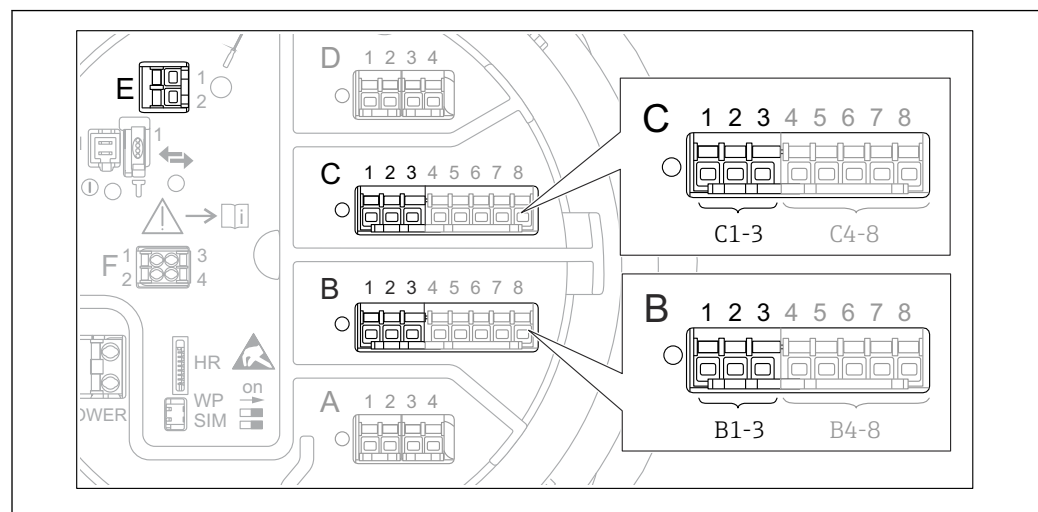 D 1 2 3 4
E 1
2
1
C 1 2 3 4 5 6 7 8
i
F 1 3
2 4
B 1 2 3 4 5 6 7 8
HR
WP on
SIM
OWER
A 1 2 3 4
C 1 2 3 4 5 6 7 8
C1-3 C4-8
B 1 2 3 4 5 6 7 8
B1-3 B4-8